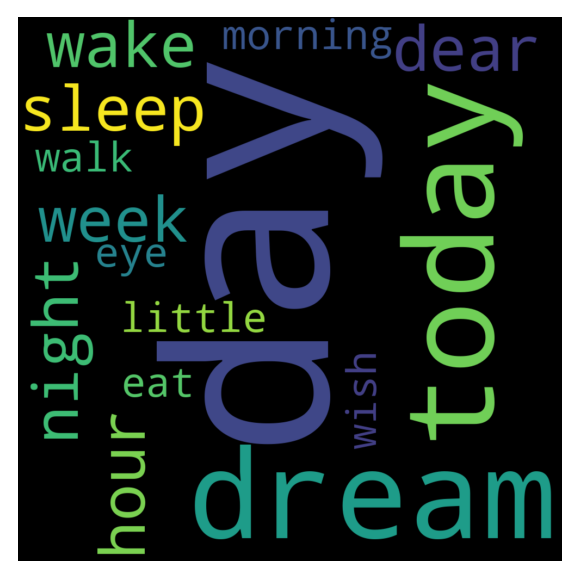 wake
morning
dear
sleep
day
today
walk
week
eye
night
little
eat
wish
hour
dream